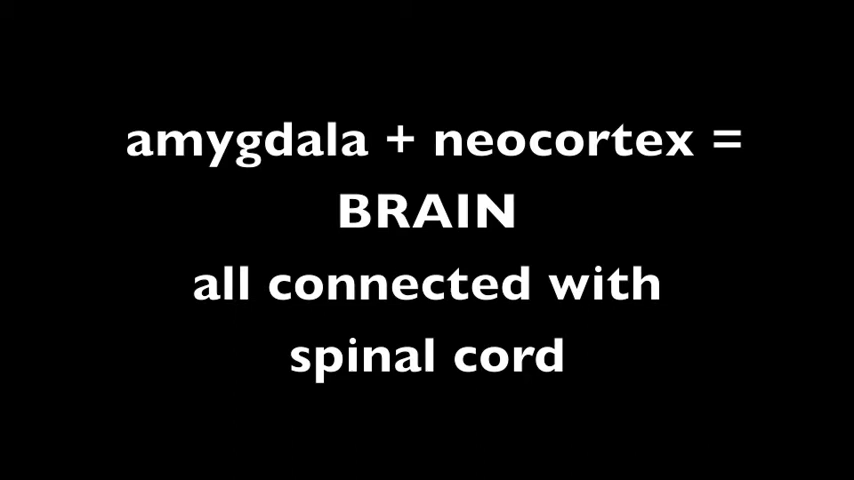 amygdala + neocortex =
BRAIN
all connected with
spinal cord